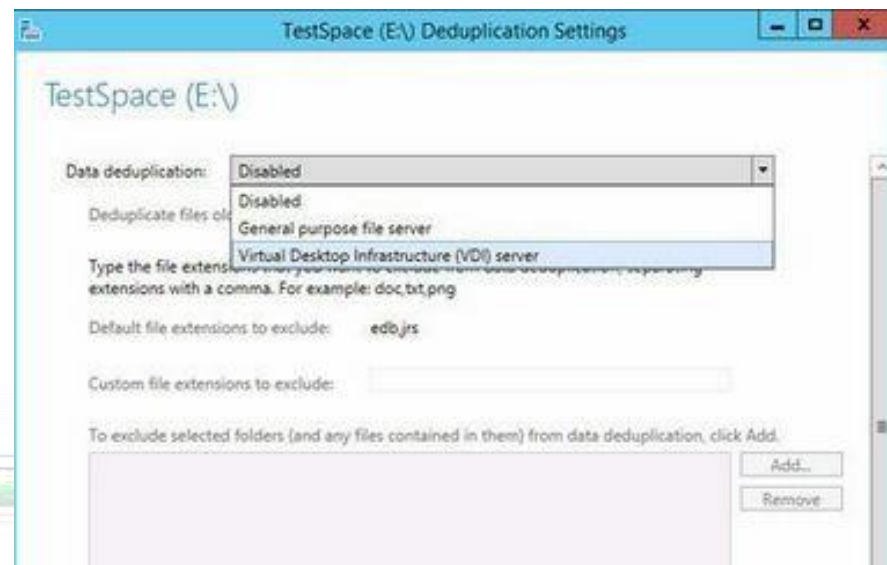 TestSpace (E:\) Deduplication Settings
TestSpace (E:\)
Data deduplication: Disabled
Disabled
Deduplicate files
General purpose file server
Virtual Desktop Infrastructure (VDI) server
Type the file
extensions with a comma. For example: doc,txt,png
Default file extensions to exclude: edb,jrs
Custom file extensions to exclude:
To exclude selected folders (and any files contained in them) from data deduplication, click Add.
Add...
Remove